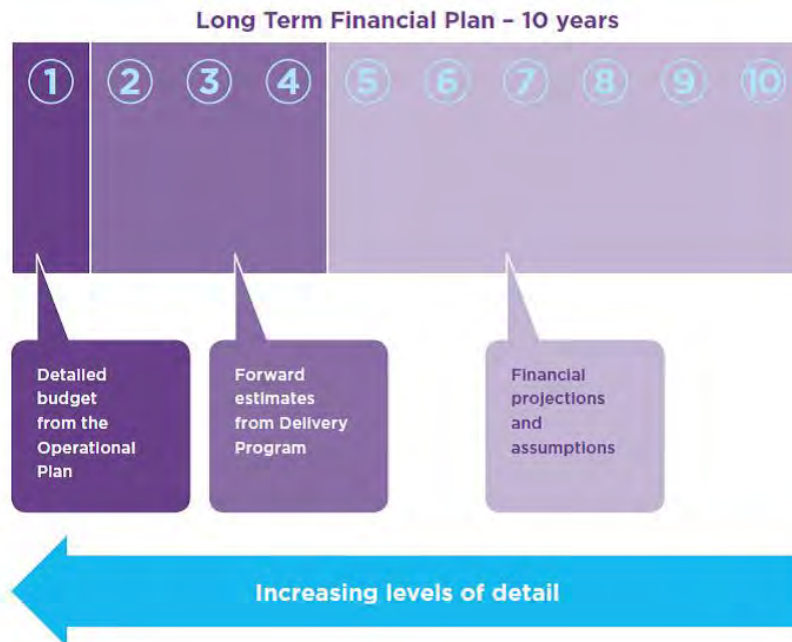 Long Term Financial Plan – 10 years
1 2 3 4 5 6 7 8 9 10
Detailed
budget
from the
Operational
Plan
Forward
estimates
from Delivery
Program
Financial
projections
and
assumptions
Increasing levels of detail